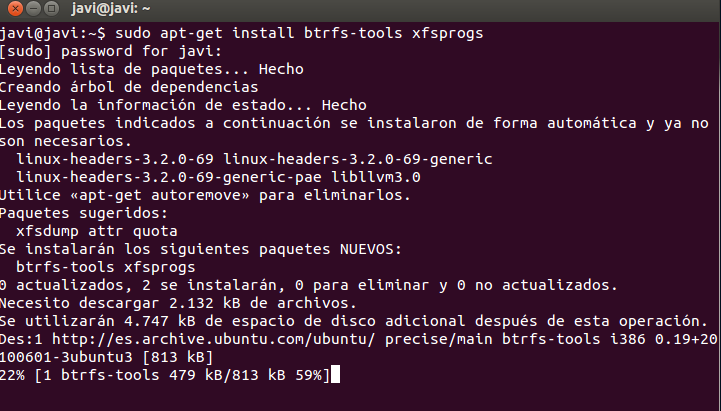 javi@javi: ~
javi@javi:~$ sudo apt-get install btrfs-tools xfsprogs
[sudo] password for javi:
Leyendo lista de paquetes... Hecho
Creando árbol de dependencias
Leyendo la información de estado... Hecho
Los paquetes indicados a continuación se instalaron de forma automática y ya no
son necesarios.
  linux-headers-3.2.0-69 linux-headers-3.2.0-69-generic
  linux-headers-3.2.0-69-generic-pae libllvm3.0
Utilice «apt-get autoremove» para eliminarlos.
Paquetes sugeridos:
  xfsdump attr quota
Se instalarán los siguientes paquetes NUEVOS:
  btrfs-tools xfsprogs
0 actualizados, 2 se instalarán, 0 para eliminar y 0 no actualizados.
Necesito descargar 2.132 kB de archivos.
Se utilizarán 4.747 kB de espacio de disco adicional después de esta operación.
Des:1 http://es.archive.ubuntu.com/ubuntu/ precise/main btrfs-tools i386 0.19+20
100601-3ubuntu3 [813 kB]
22% [1 btrfs-tools 479 kB/813 kB 59%]